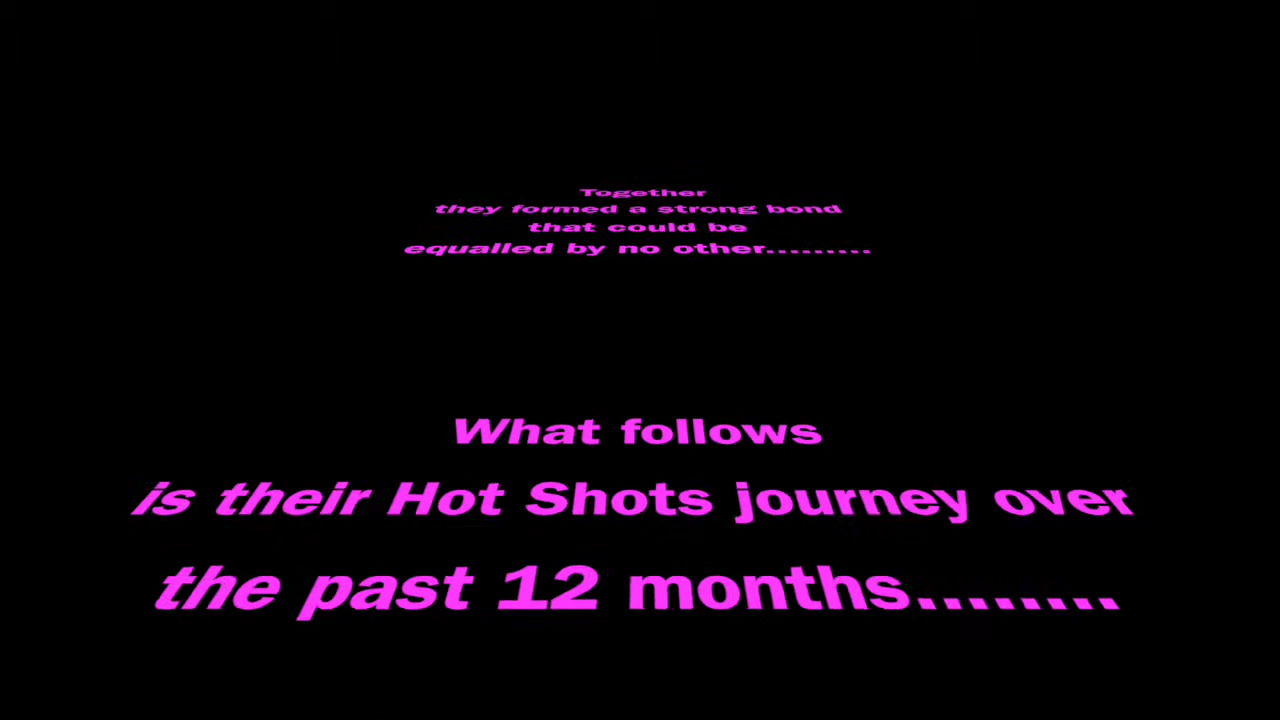 Together
they formed a strong bond
that could be
equalled by no other.........
What follows
is their Hot Shots journey over
the past 12 months........